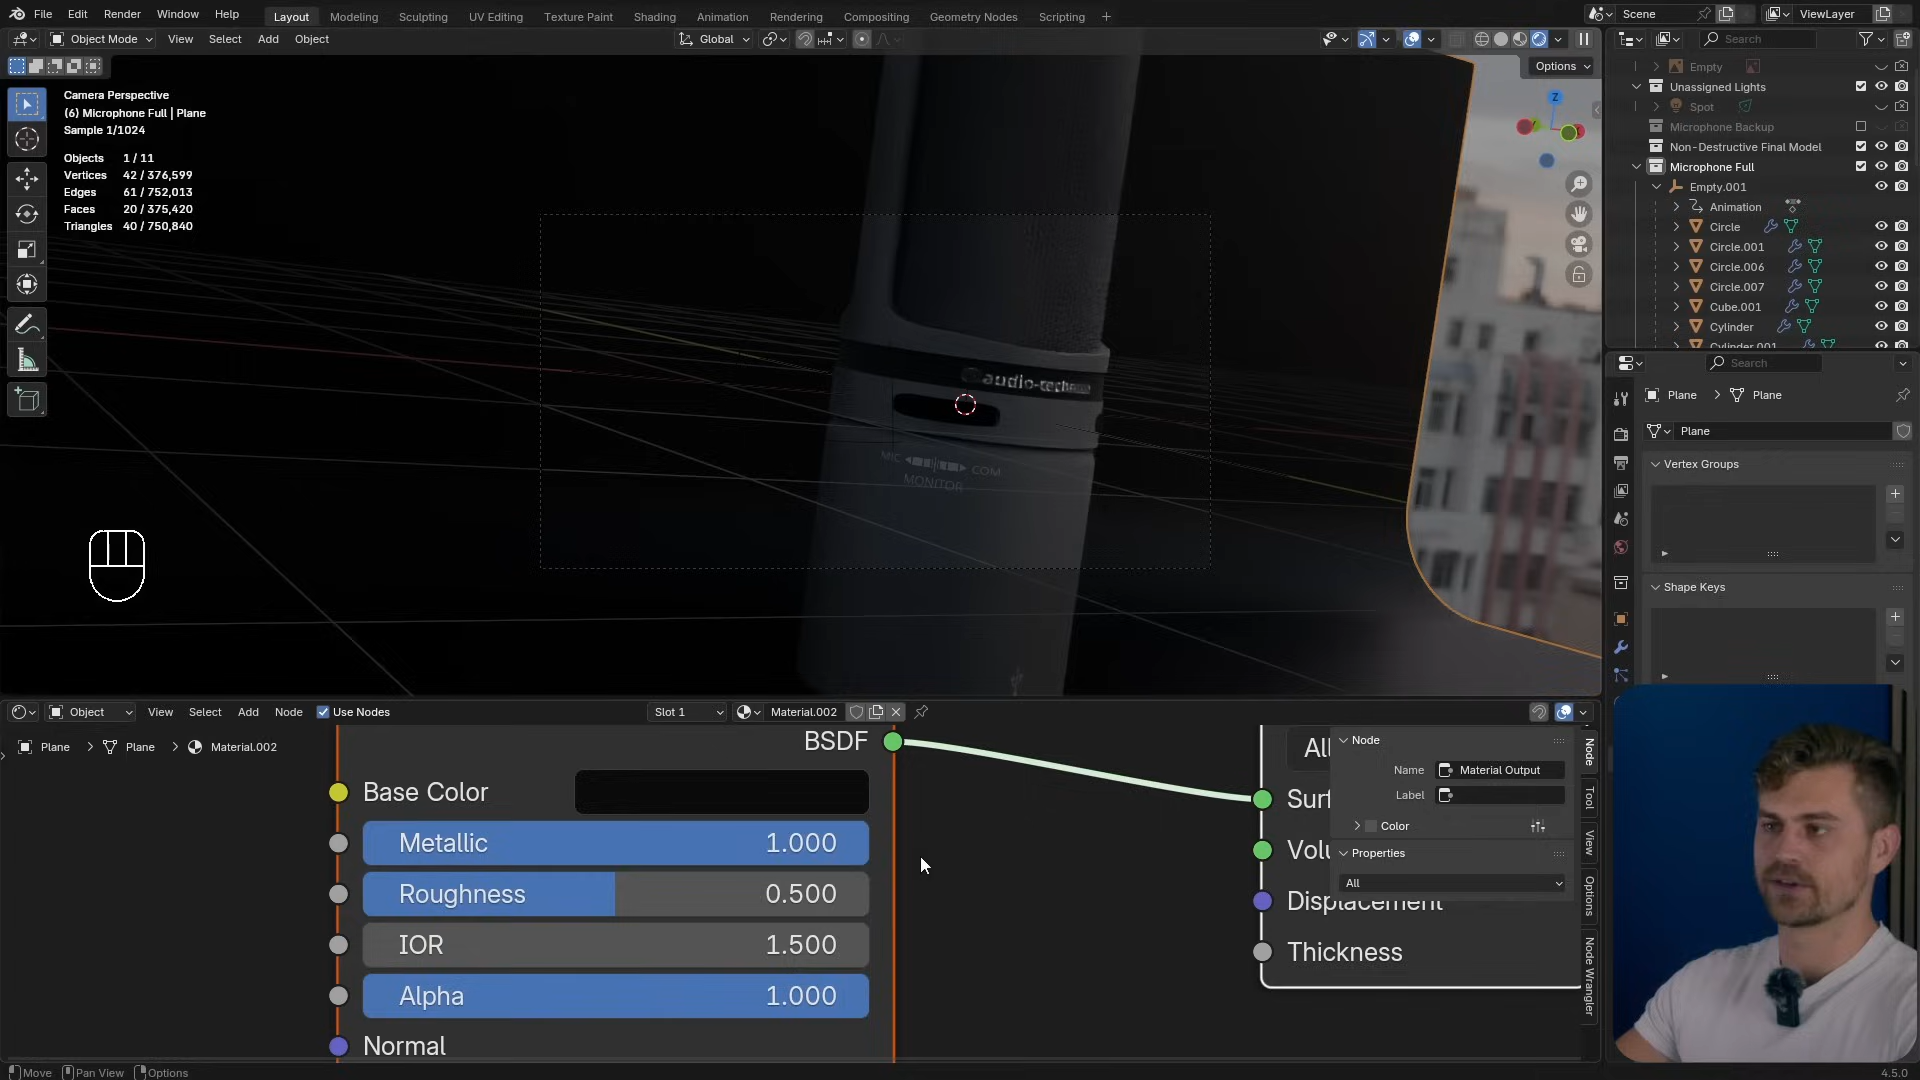 File Edit Render Window Help Layout Modeling Sculpting UV Editing Texture Paint Shading Animation Rendering Compositing Geometry Nodes Scripting + Scene ViewLayer
Object Mode View Select Add Object Global Search
Options
Camera Perspective
(6) Microphone Full | Plane
Sample 1/1024
Objects 1 / 11
Vertices 42 / 376,599
Edges 61 / 752,013
Faces 20 / 375,420
Triangles 40 / 750,840
Z
audio-techn
MIC COM
MONITOR
Empty
Unassigned Lights
Spot
Microphone Backup
Non-Destructive Final Model
Microphone Full
Empty.001
Animation
Circle
Circle.001
Circle.006
Circle.007
Cube.001
Cylinder
Cylinder.001
Search
Plane > Plane
Plane
Vertex Groups
Shape Keys
Object View Select Add Node Use Nodes Slot 1 Material.002
Plane > Plane > Material.002
BSDF
Base Color
Metallic 1.000
Roughness 0.500
IOR 1.500
Alpha 1.000
Normal
All
Surf
Volu
Displacement
Thickness
Node
Name Material Output
Label
Color
Properties
All
Node
Tool
View
Options
Node Wrangler
Move Pan View Options 4.5.0